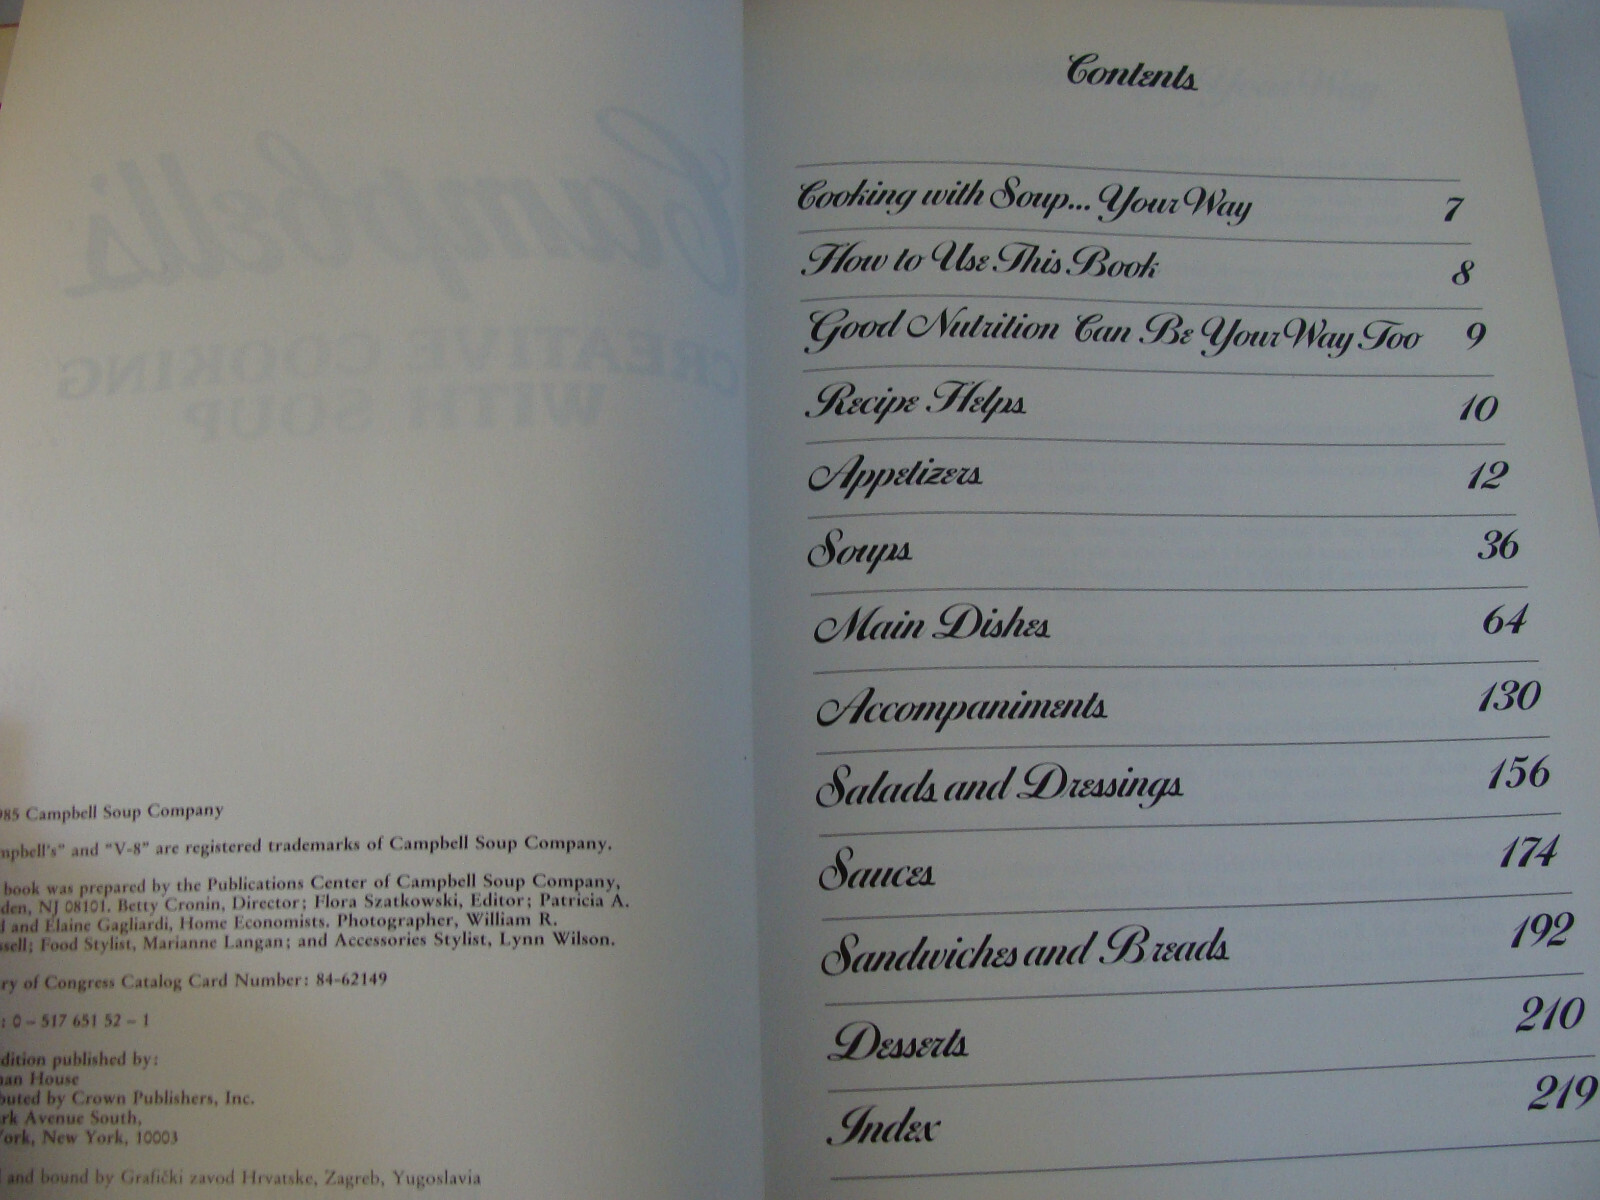 Campbell's
CREATIVE COOKING
WITH SOUP
985 Campbell Soup Company
mpbell's" and "V-8" are registered trademarks of Campbell Soup Company.
book was prepared by the Publications Center of Campbell Soup Company,
den, NJ 08101. Betty Cronin, Director; Flora Szatkowski, Editor; Patricia A.
d and Elaine Gagliardi, Home Economists. Photographer, William R.
ssell; Food Stylist, Marianne Langan; and Accessories Stylist, Lynn Wilson.
ry of Congress Catalog Card Number: 84-62149
: 0 – 517 651 52 – 1
dition published by:
man House
buted by Crown Publishers, Inc.
rk Avenue South,
York, New York, 10003
and bound by Grafički zavod Hrvatske, Zagreb, Yugoslavia
Contents
Cooking with Soup... Your Way 7
How to Use This Book 8
Good Nutrition Can Be Your Way Too 9
Recipe Helps 10
Appetizers 12
Soups 36
Main Dishes 64
Accompaniments 130
Salads and Dressings 156
Sauces 174
Sandwiches and Breads 192
Desserts 210
Index 219